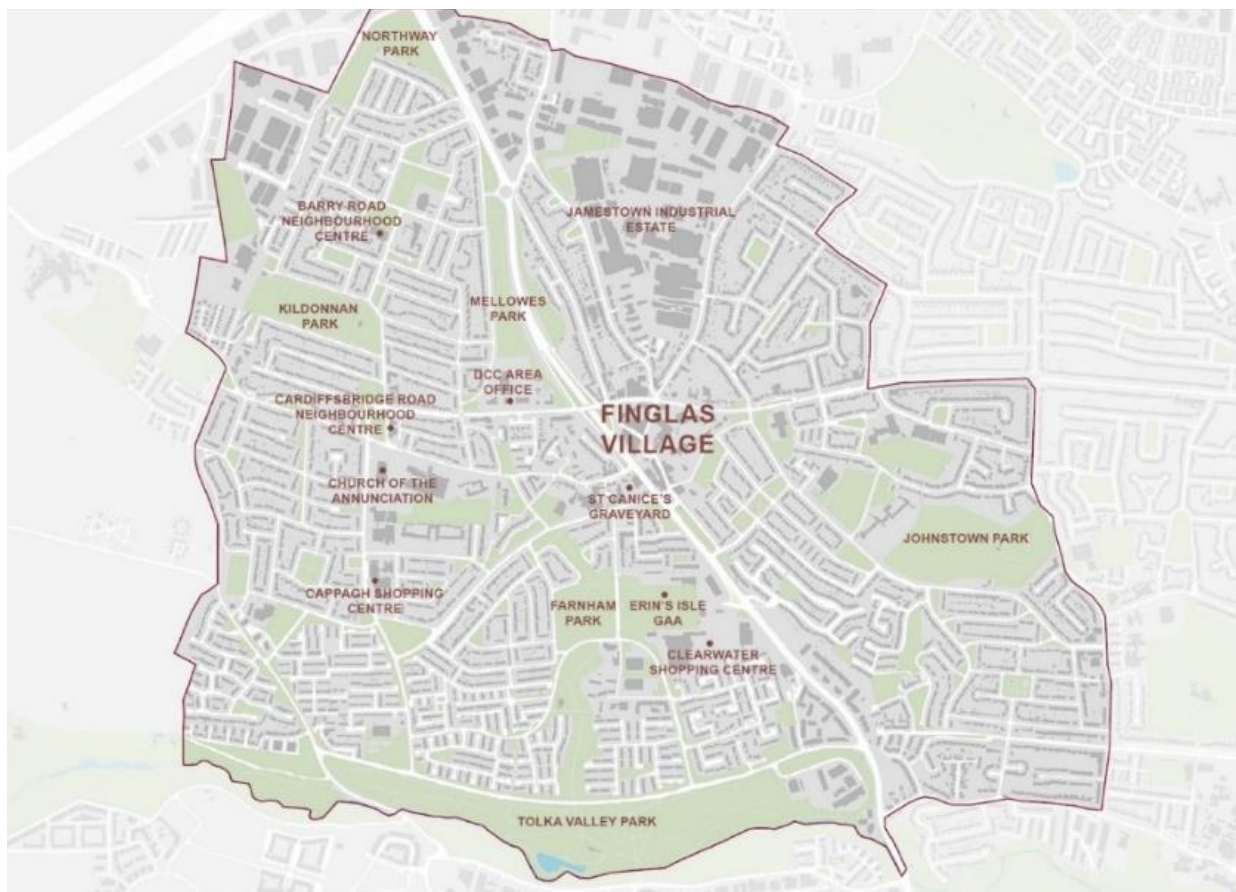 NORTHWAY
PARK
BARRY ROAD
NEIGHBOURHOOD
CENTRE
JAMESTOWN INDUSTRIAL
ESTATE
KILDONNAN
PARK
MELLOWES
PARK
DCC AREA
OFFICE
CARDIFFSBRIDGE ROAD
NEIGHBOURHOOD
CENTRE
FINGLAS
VILLAGE
CHURCH OF THE
ANNUNCIATION
ST CANICE'S
GRAVEYARD
JOHNSTOWN PARK
CAPPAGH SHOPPING
CENTRE
FARNHAM
PARK
ERIN'S ISLE
GAA
CLEARWATER
SHOPPING CENTRE
TOLKA VALLEY PARK